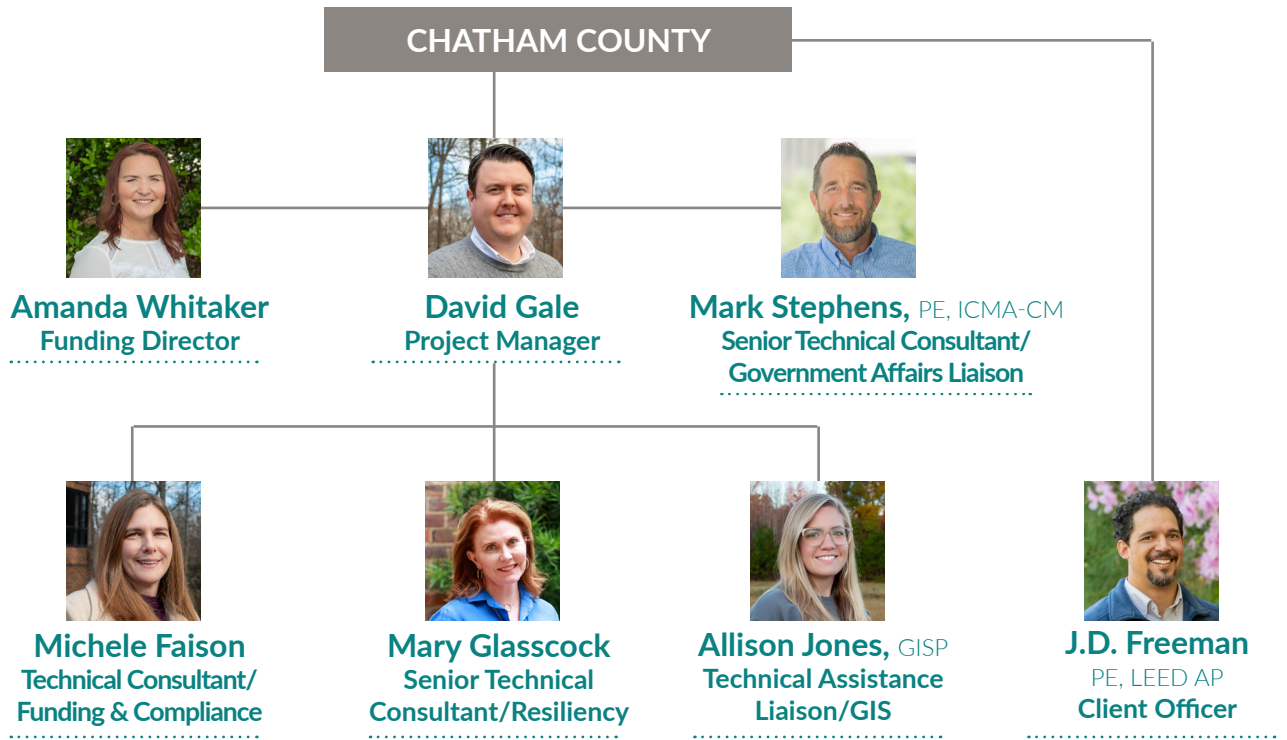 CHATHAM COUNTY
Amanda Whitaker
Funding Director
David Gale
Project Manager
Mark Stephens, PE, ICMA-CM
Senior Technical Consultant/
Government Affairs Liaison
Michele Faison
Technical Consultant/
Funding & Compliance
Mary Glasscock
Senior Technical
Consultant/Resiliency
Allison Jones, GISP
Technical Assistance
Liaison/GIS
J.D. Freeman
PE, LEED AP
Client Officer